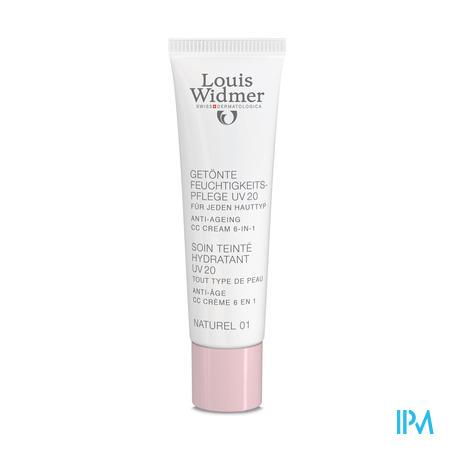 Louis
Widmer
SWISS DERMATOLOGICA
GETÖNTE
FEUCHTIGKEITS-
PFLEGE UV 20
FÜR JEDEN HAUTTYP
ANTI-AGEING
CC CREAM 6-IN-1
SOIN TEINTÉ
HYDRATANT
UV 20
TOUT TYPE DE PEAU
ANTI-ÂGE
CC CRÈME 6 EN 1
NATUREL 01
IPM